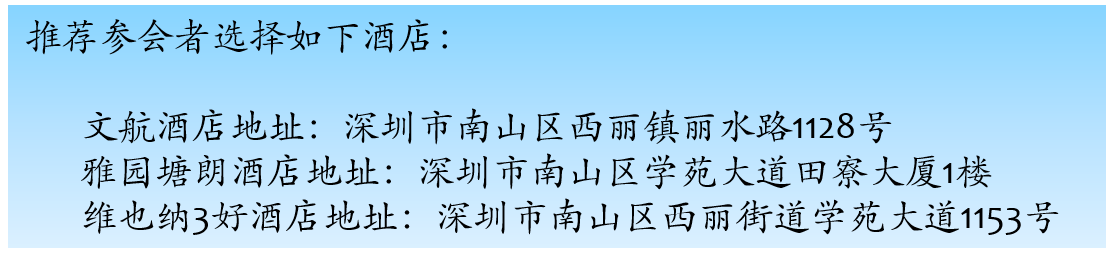 推荐参会者选择如下酒店：
文航酒店地址：深圳市南山区西丽镇丽水路1128号
雅园塘朗酒店地址：深圳市南山区学苑大道田寮大厦1楼
维也纳3好酒店地址：深圳市南山区西丽街道学苑大道1153号